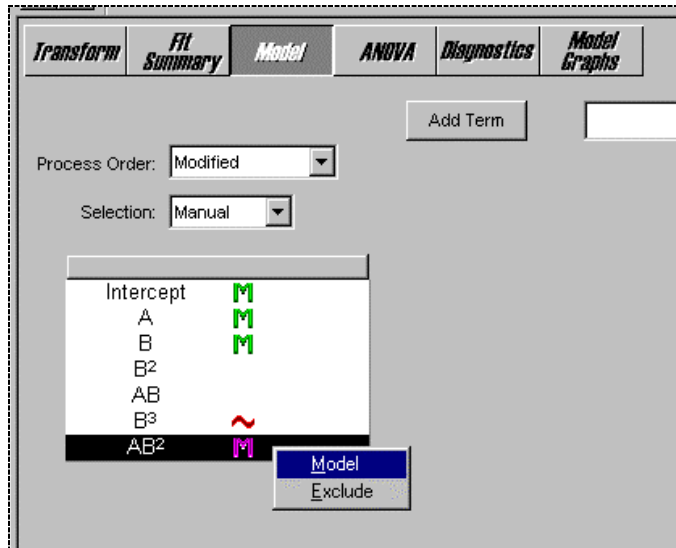 Transform Fit Summary Model ANOVA Diagnostics Model Graphs
Add Term
Process Order: Modified
Selection: Manual
Intercept M
A M
B M
B²
AB
B³ ~
AB² M
Model
Exclude